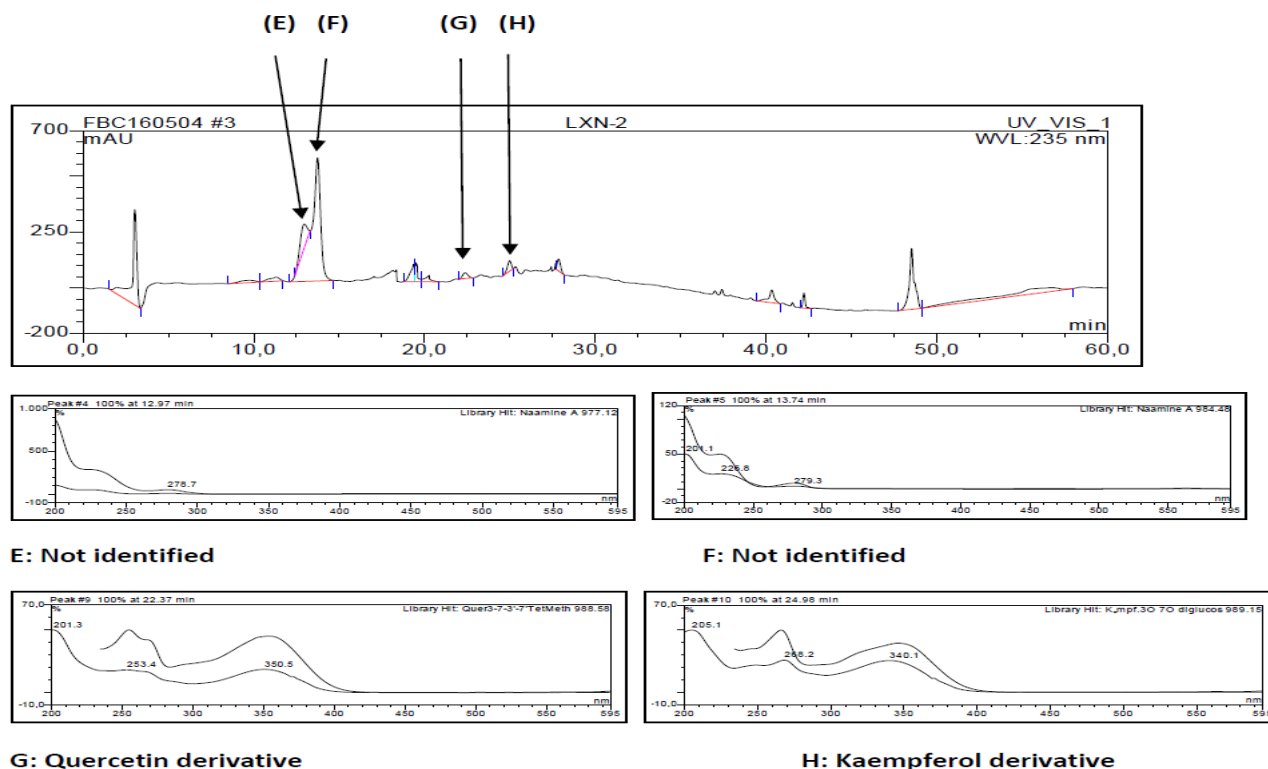 (E) (F) (G) (H)
FBC160504 #3 LXN-2 UV_VIS_1
mAU WVL:235 nm
700
250
-200
min
0,0 10,0 20,0 30,0 40,0 50,0 60,0
Peak #4 100% at 12.97 min
Library Hit: Naamine A 977.12
1.000
%
500
-100
278.7
nm
200 250 300 350 400 450 500 595
Peak #5 100% at 13.74 min
Library Hit: Naamine A 984.48
120
%
50
-20
201.1
226.8
279.3
nm
200 250 300 350 400 450 500 595
E: Not identified
F: Not identified
Peak #9 100% at 22.37 min
Library Hit: Quer3-7-3'-7'TetMeth 988.58
70,0
%
-10,0
201.3
253.4
350.5
nm
200 250 300 350 400 450 500 595
Peak #10 100% at 24.98 min
Library Hit: K,mpf.3O 7O diglucos 989.15
70,0
%
-10,0
205.1
268.2
340.1
nm
200 250 300 350 400 450 500 595
G: Quercetin derivative
H: Kaempferol derivative